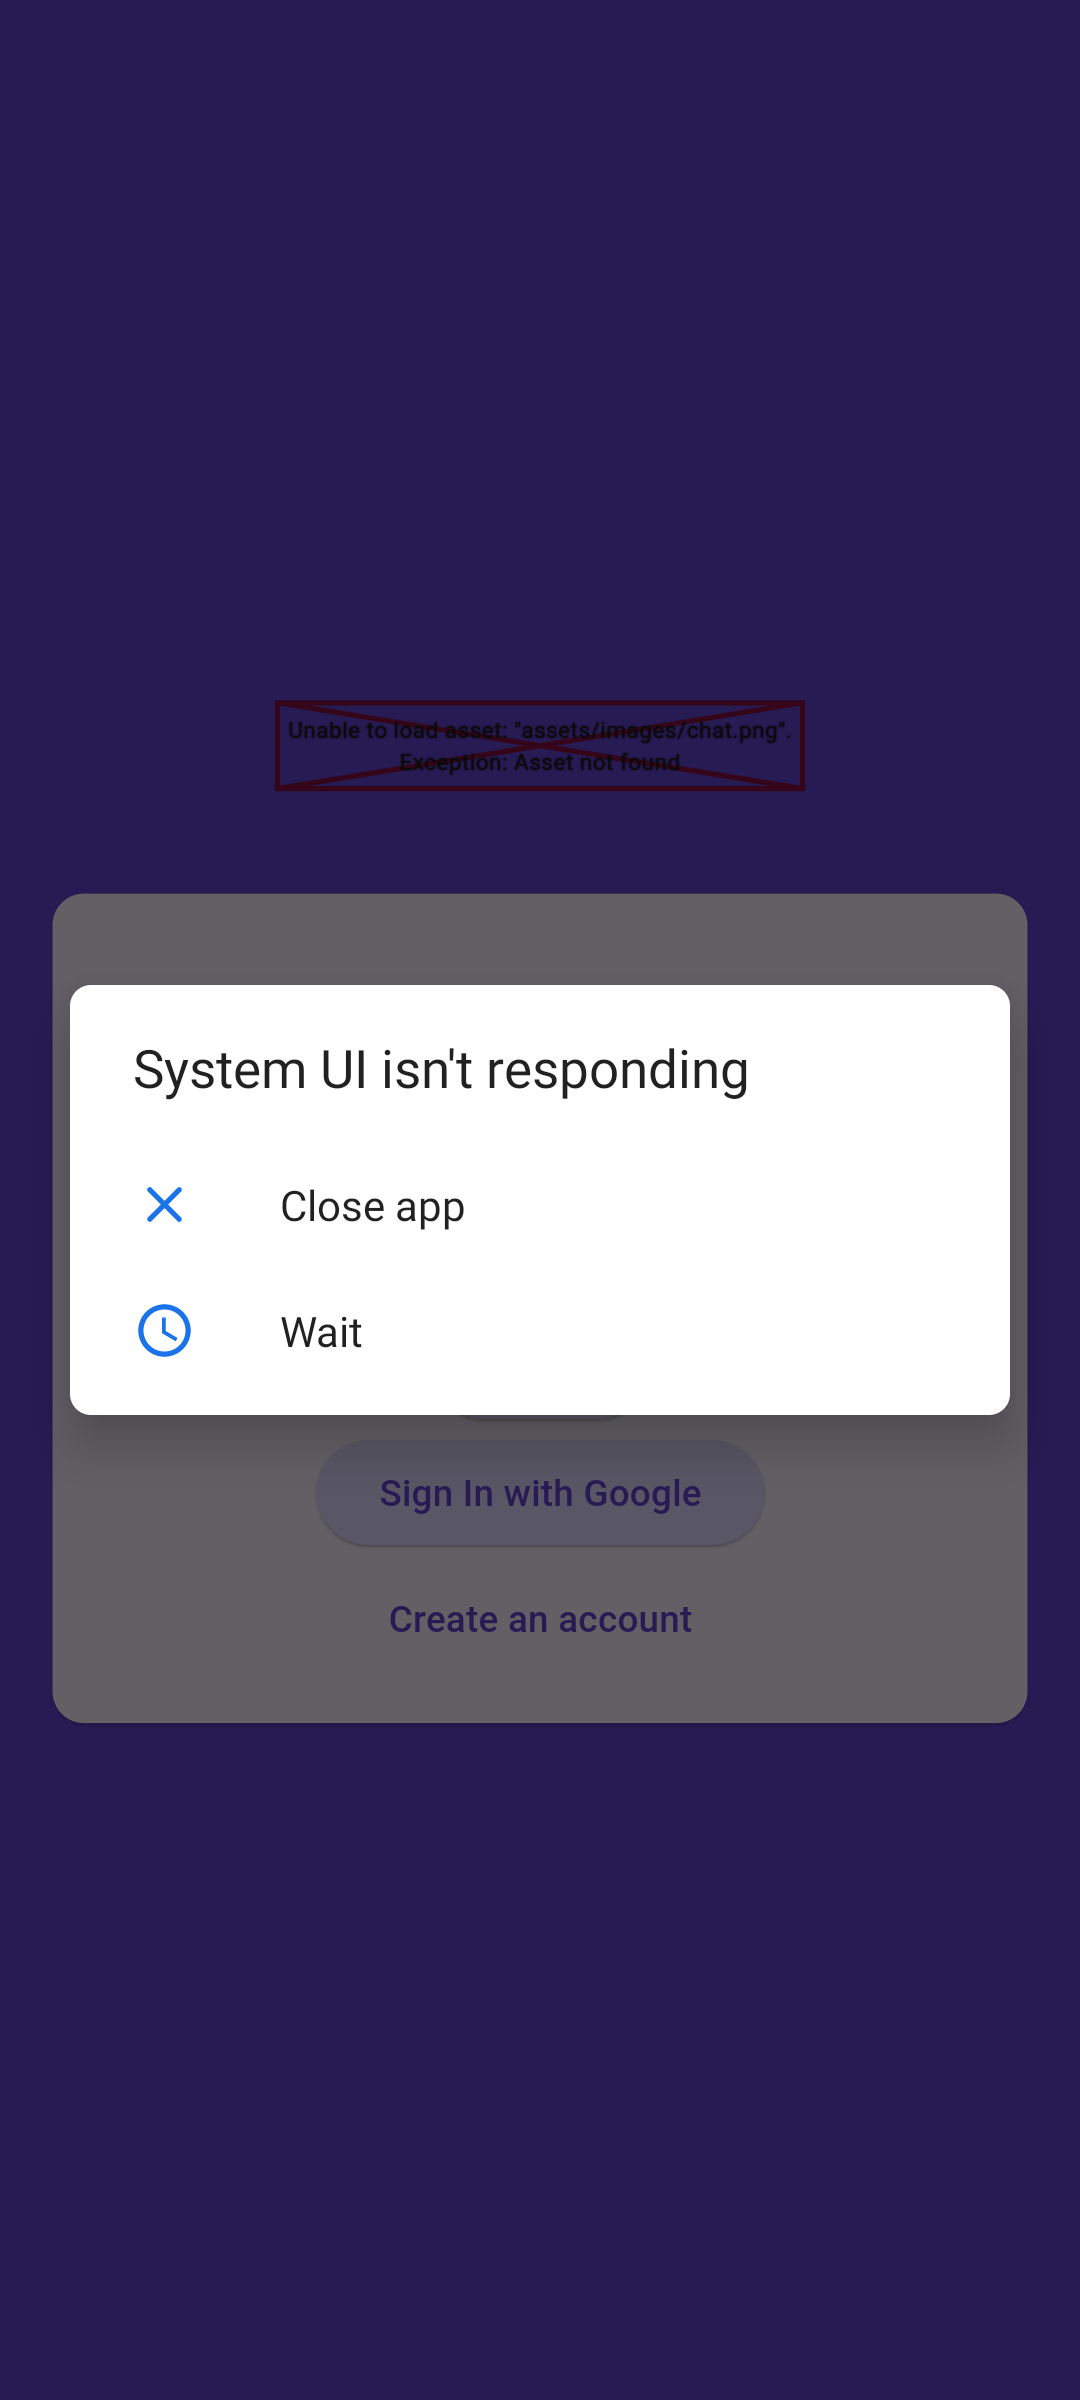 Unable to load asset: "assets/images/chat.png".
Exception: Asset not found
System UI isn't responding
Close app
Wait
Sign In with Google
Create an account